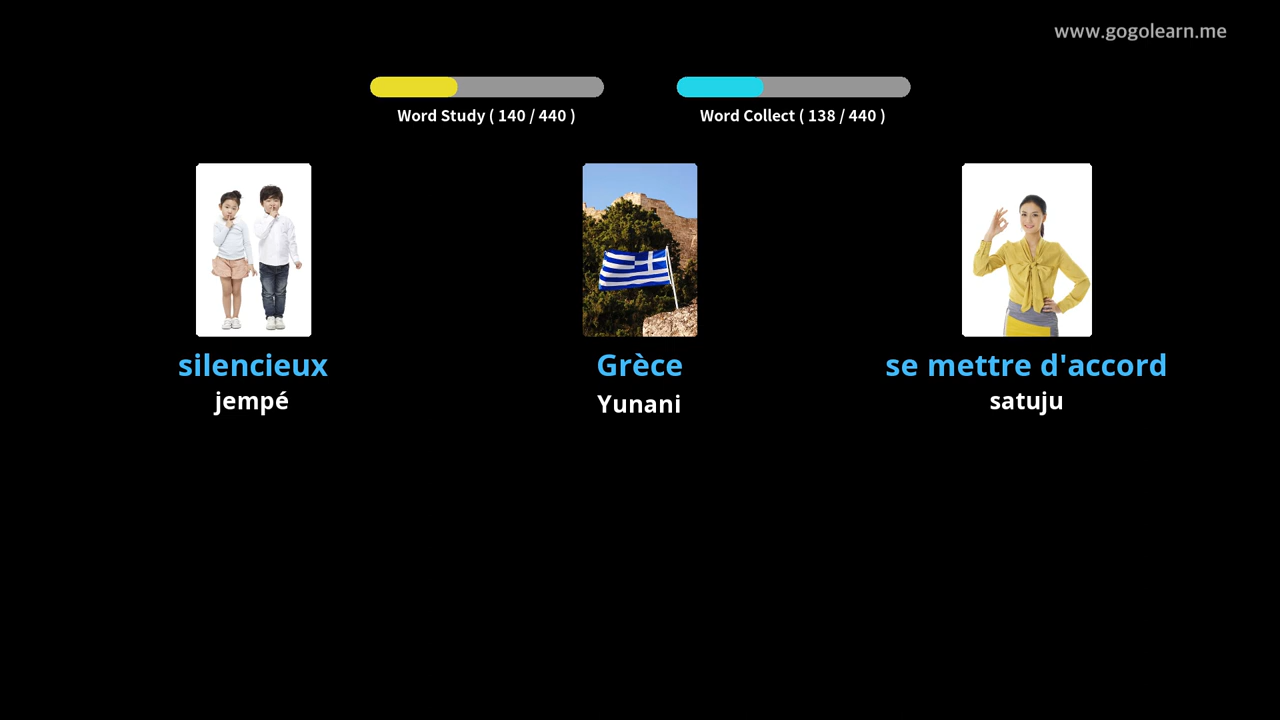 www.gogolearn.me
Word Study ( 140 / 440 )
Word Collect ( 138 / 440 )
silencieux
jempé
Grèce
Yunani
se mettre d'accord
satuju